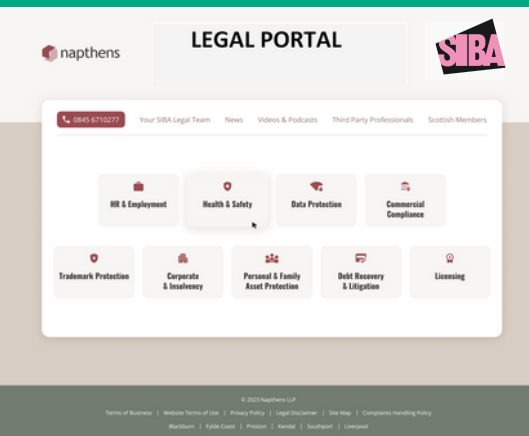 napthens
LEGAL PORTAL
SIBA
0845 6710277
Your SIBA Legal Team
News
Videos & Podcasts
Third Party Professionals
Scottish Members
HR & Employment
Health & Safety
Data Protection
Commercial
Compliance
Trademark Protection
Corporate
& Insolvency
Personal & Family
Asset Protection
Debt Recovery
& Litigation
Licensing
© 2023 Napthens LLP
Terms of Business | Website Terms of Use | Privacy Policy | Legal Disclaimer | Site Map | Complaints Handling Policy
Blackburn | Fylde Coast | Preston | Kendal | Southport | Liverpool